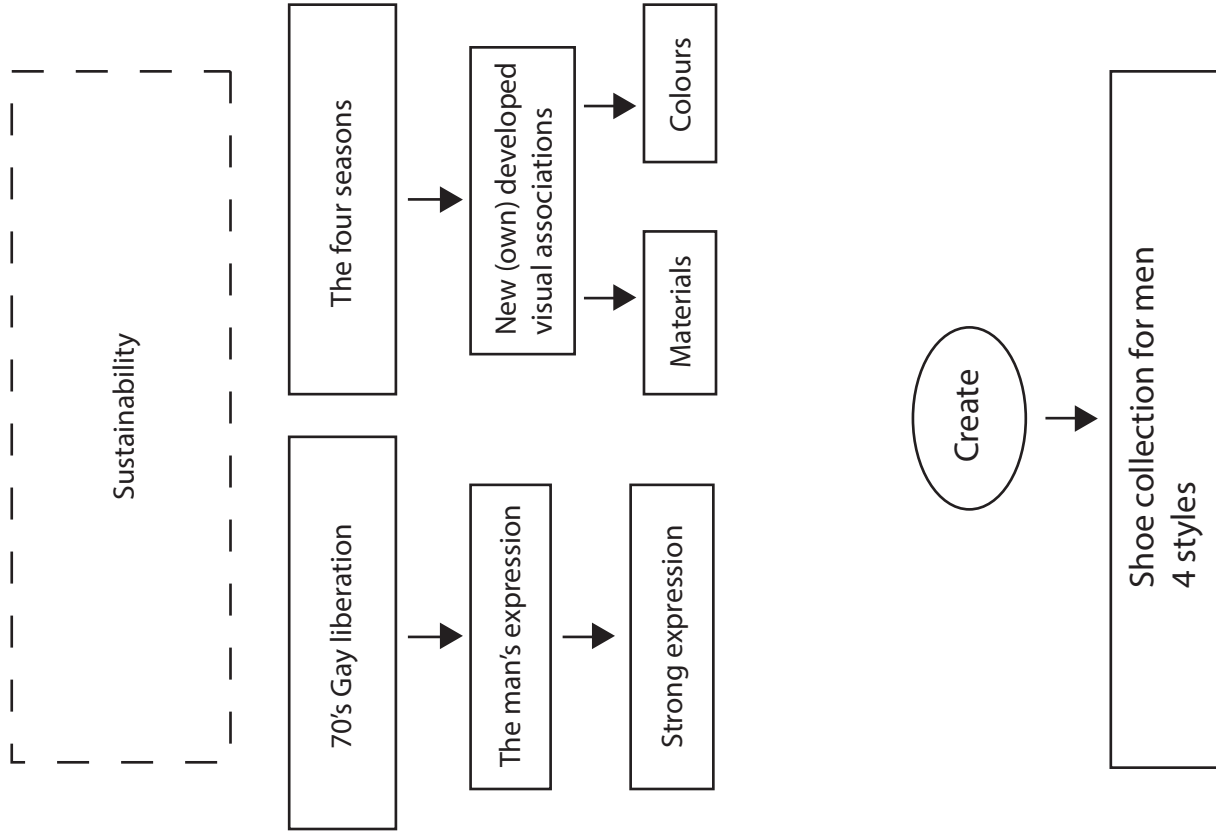 Sustainability
70's Gay liberation
The four seasons
The man's expression
New (own) developed
visual associations
Strong expression
Materials
Colours
Create
Shoe collection for men
4 styles